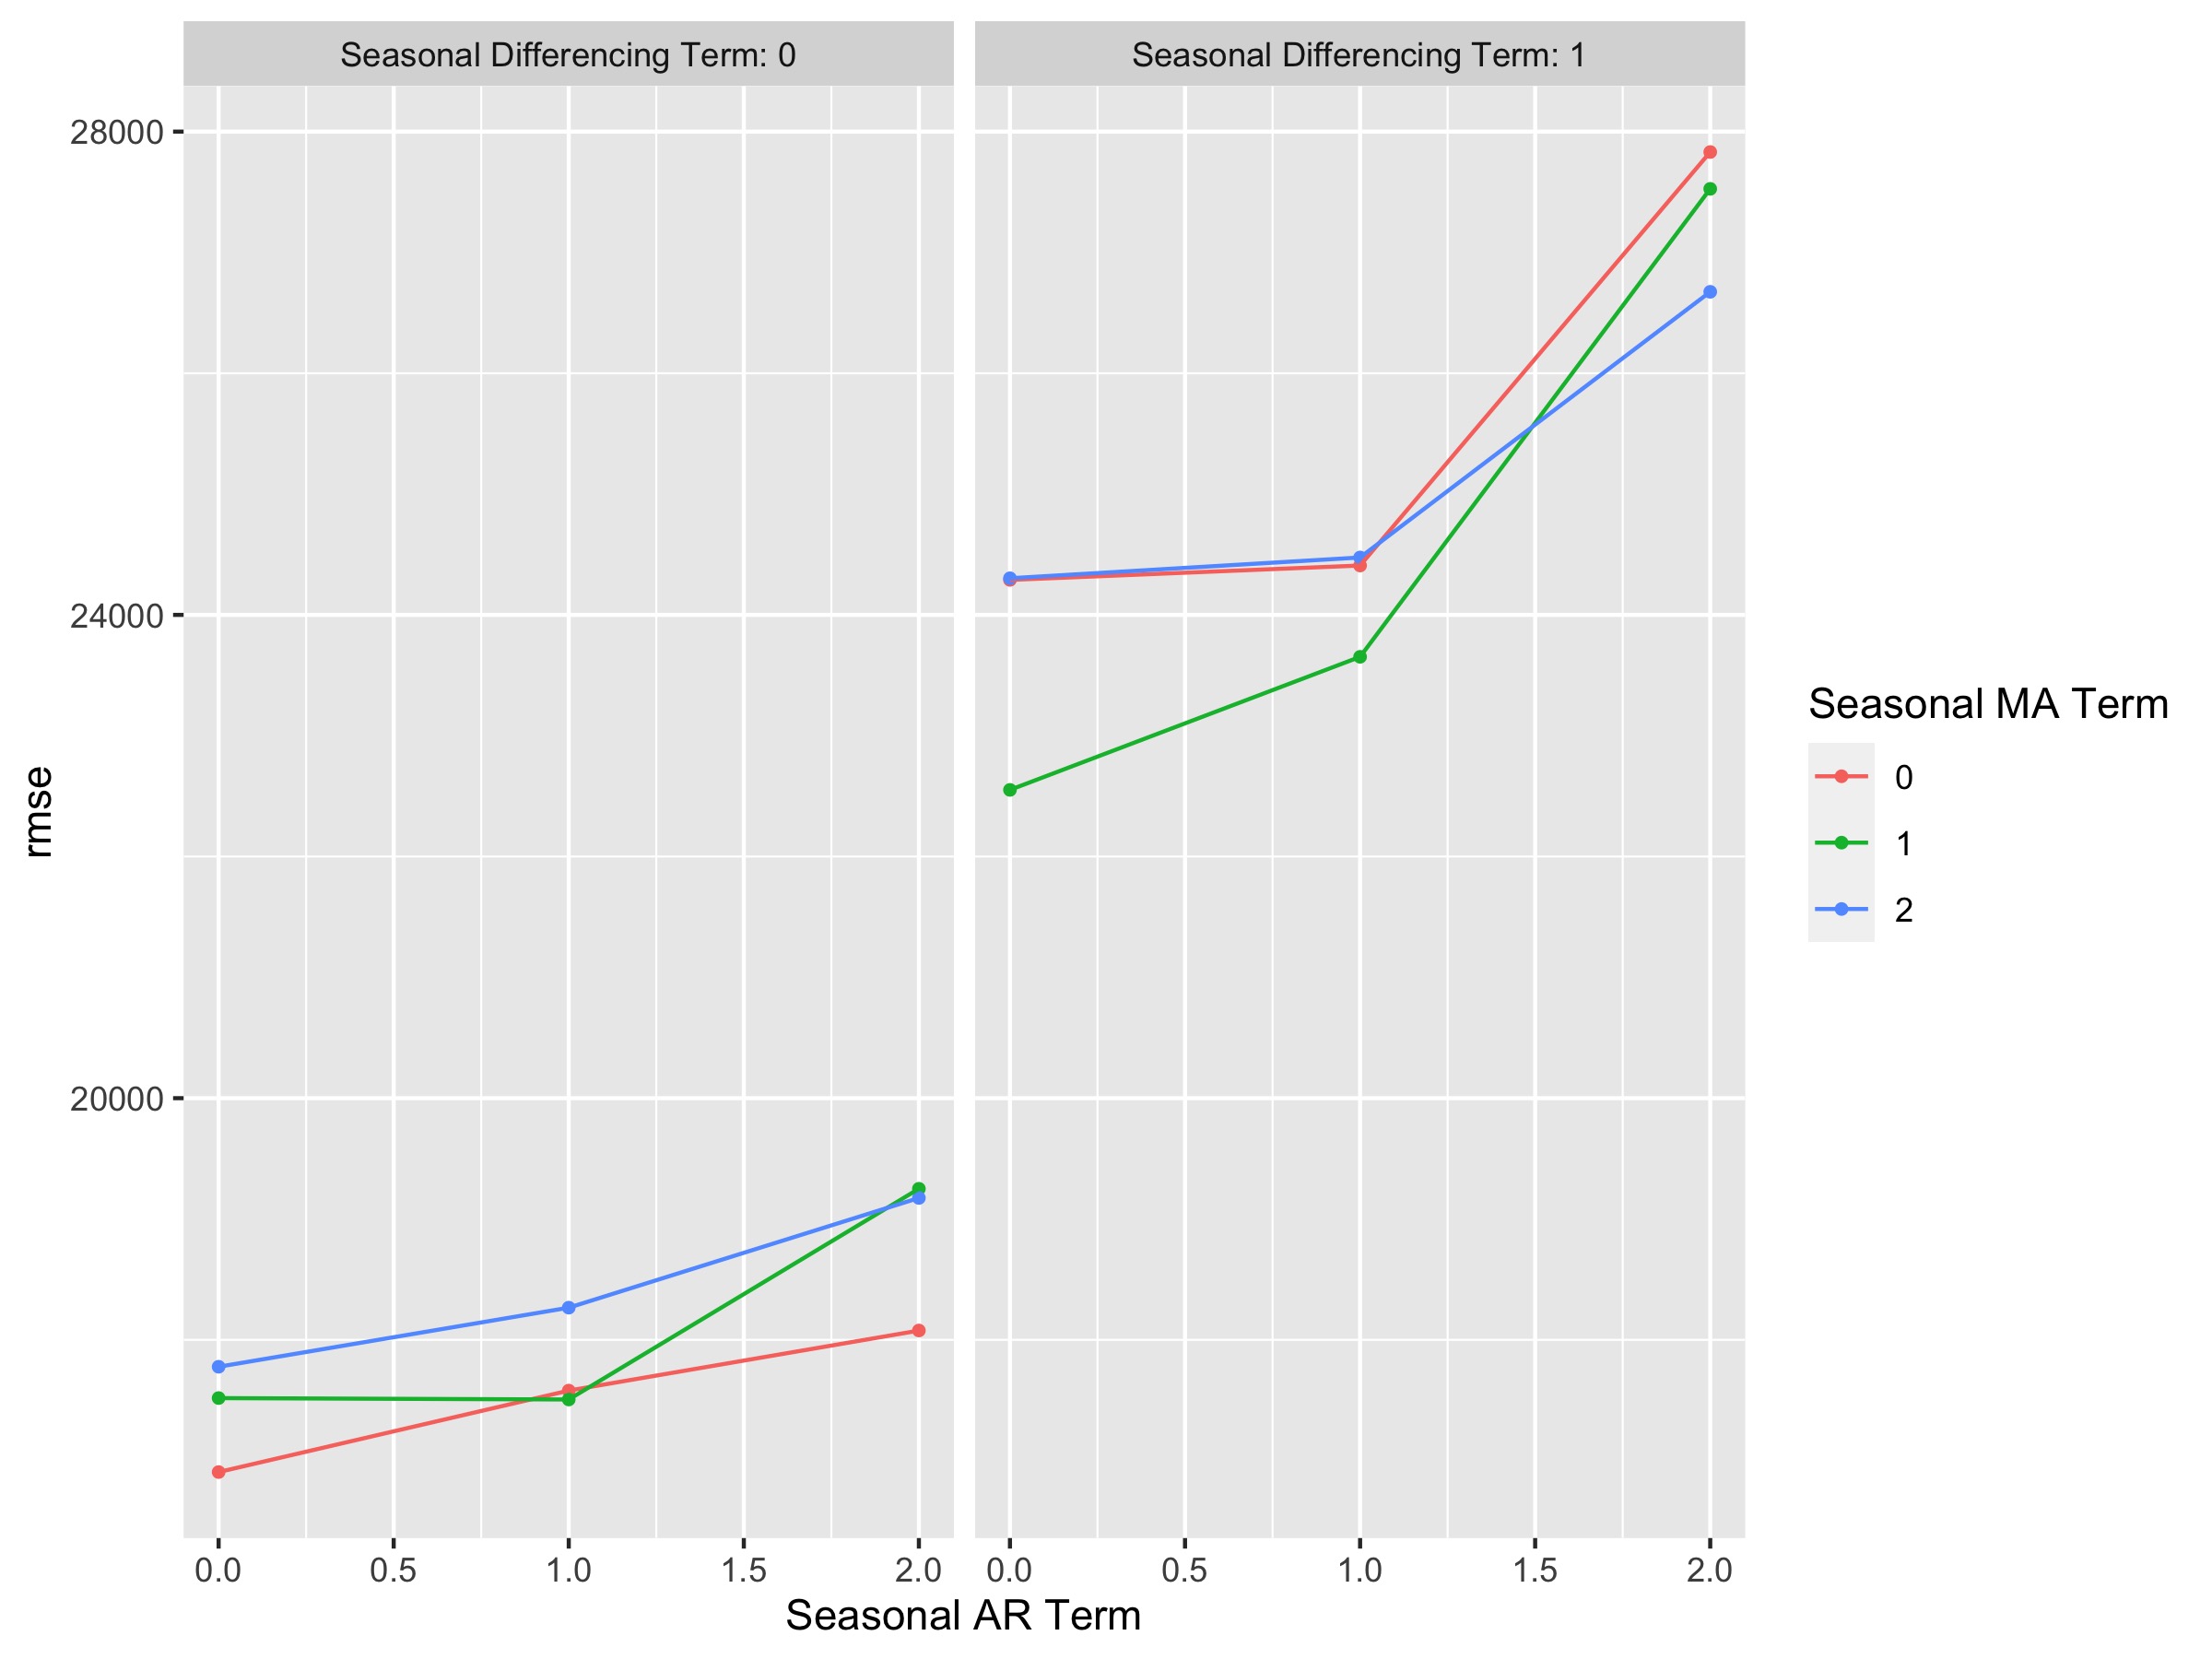 Seasonal Differencing Term: 0
Seasonal Differencing Term: 1
28000
24000
20000
rmse
0.0 0.5 1.0 1.5 2.0
0.0 0.5 1.0 1.5 2.0
Seasonal AR Term
Seasonal MA Term
0
1
2